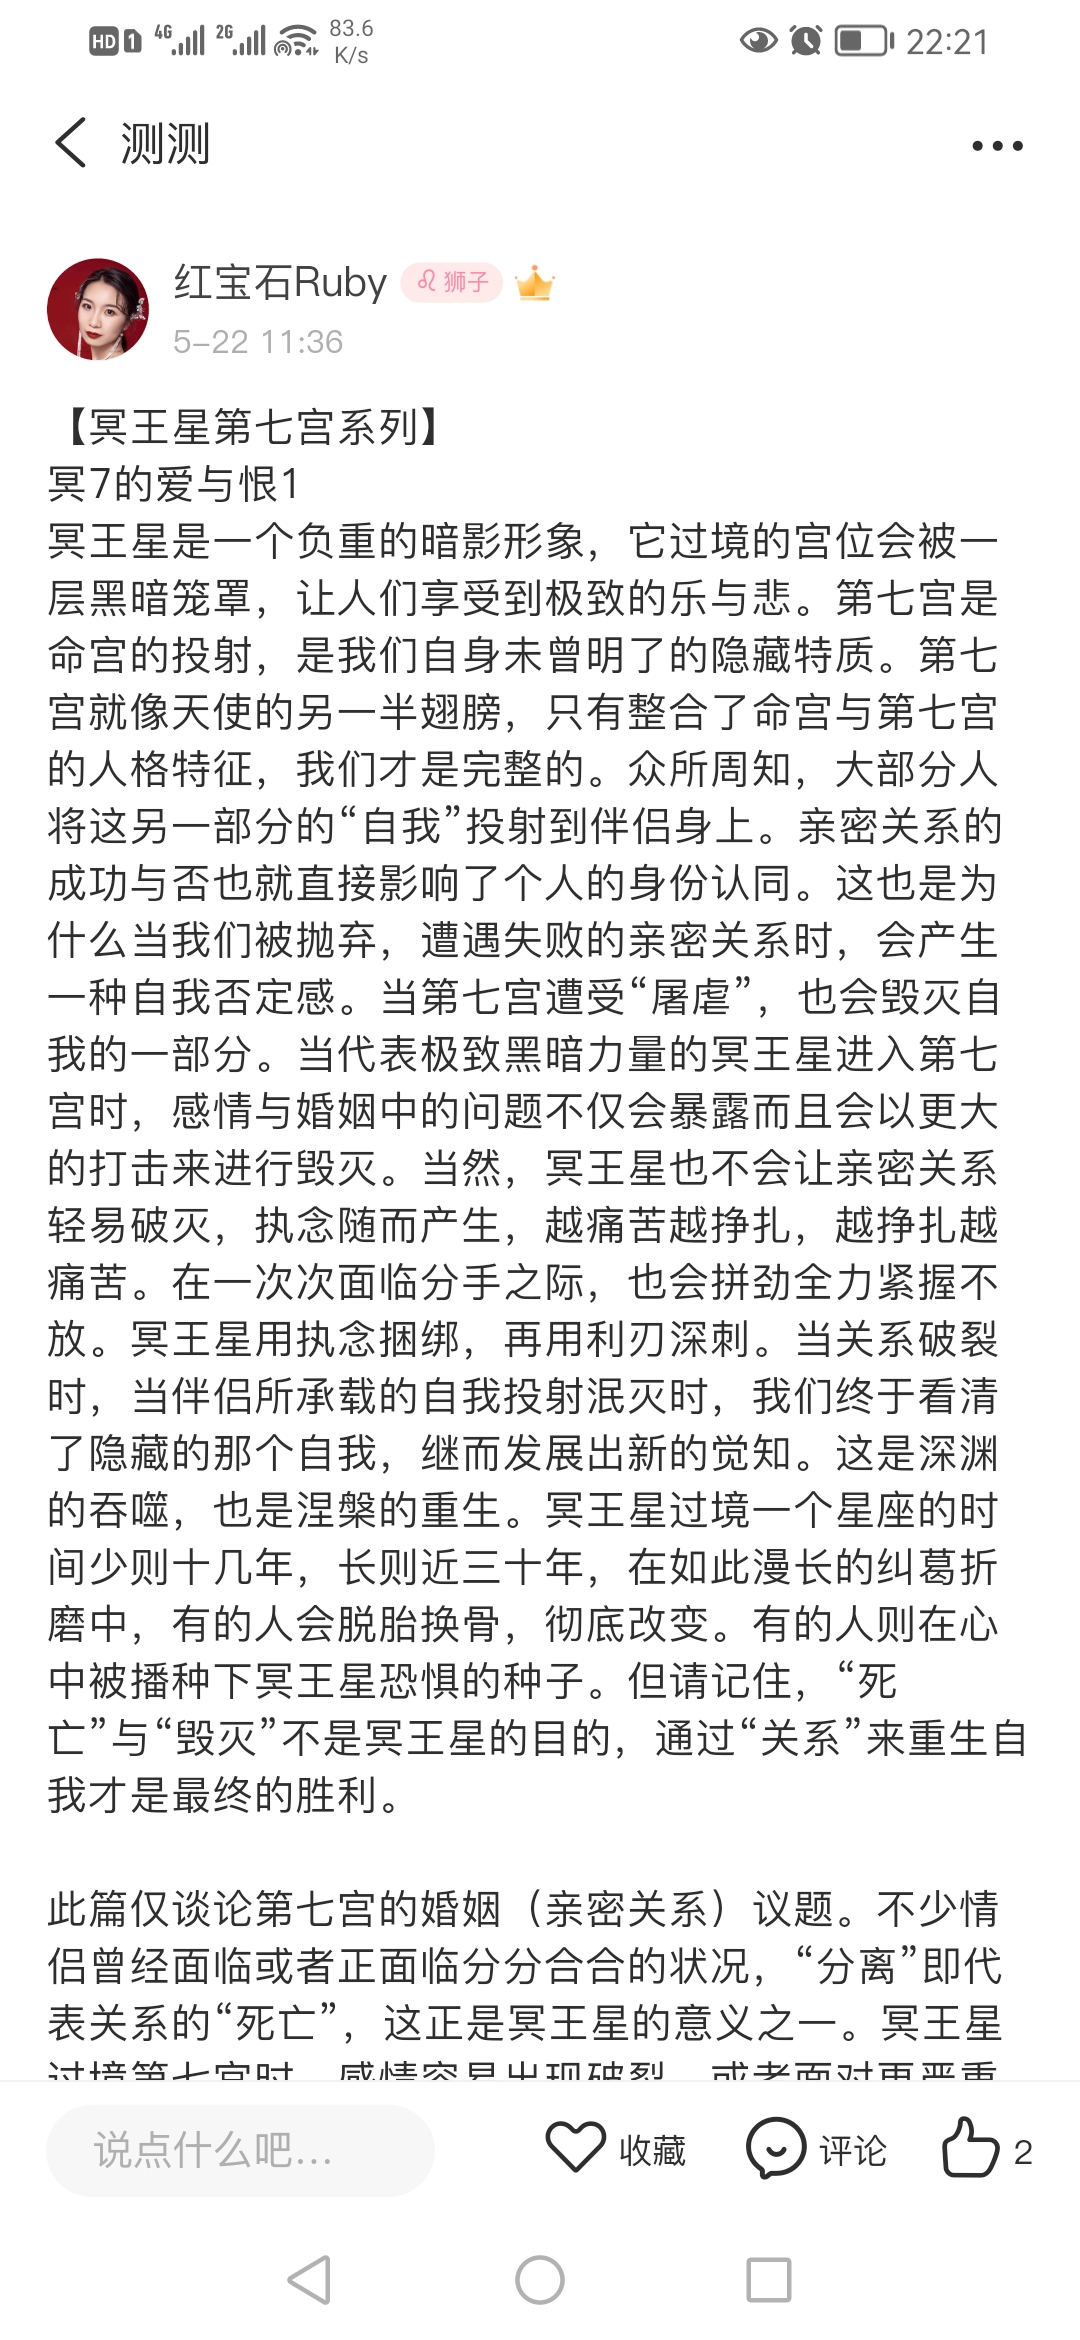 HD 1 4G 2G 83.6 K/s 22:21
测测
红宝石Ruby 狮子
5-22 11:36
【冥王星第七宫系列】
冥7的爱与恨1
冥王星是一个负重的暗影形象，它过境的宫位会被一
层黑暗笼罩，让人们享受到极致的乐与悲。第七宫是
命宫的投射，是我们自身未曾明了的隐藏特质。第七
宫就像天使的另一半翅膀，只有整合了命宫与第七宫
的人格特征，我们才是完整的。众所周知，大部分人
将这另一部分的“自我”投射到伴侣身上。亲密关系的
成功与否也就直接影响了个人的身份认同。这也是为
什么当我们被抛弃，遭遇失败的亲密关系时，会产生
一种自我否定感。当第七宫遭受“屠虐”，也会毁灭自
我的一部分。当代表极致黑暗力量的冥王星进入第七
宫时，感情与婚姻中的问题不仅会暴露而且会以更大
的打击来进行毁灭。当然，冥王星也不会让亲密关系
轻易破灭，执念随而产生，越痛苦越挣扎，越挣扎越
痛苦。在一次次面临分手之际，也会拼劲全力紧握不
放。冥王星用执念捆绑，再用利刃深刺。当关系破裂
时，当伴侣所承载的自我投射泯灭时，我们终于看清
了隐藏的那个自我，继而发展出新的觉知。这是深渊
的吞噬，也是涅槃的重生。冥王星过境一个星座的时
间少则十几年，长则近三十年，在如此漫长的纠葛折
磨中，有的人会脱胎换骨，彻底改变。有的人则在心
中被播种下冥王星恐惧的种子。但请记住，“死
亡”与“毁灭”不是冥王星的目的，通过“关系”来重生自
我才是最终的胜利。
此篇仅谈论第七宫的婚姻（亲密关系）议题。不少情
侣曾经面临或者正面临分分合合的状况，“分离”即代
表关系的“死亡”，这正是冥王星的意义之一。冥王星
过境第七宫时，感情容易出现破裂，或者面对更严重
说点什么吧... 收藏 评论 2